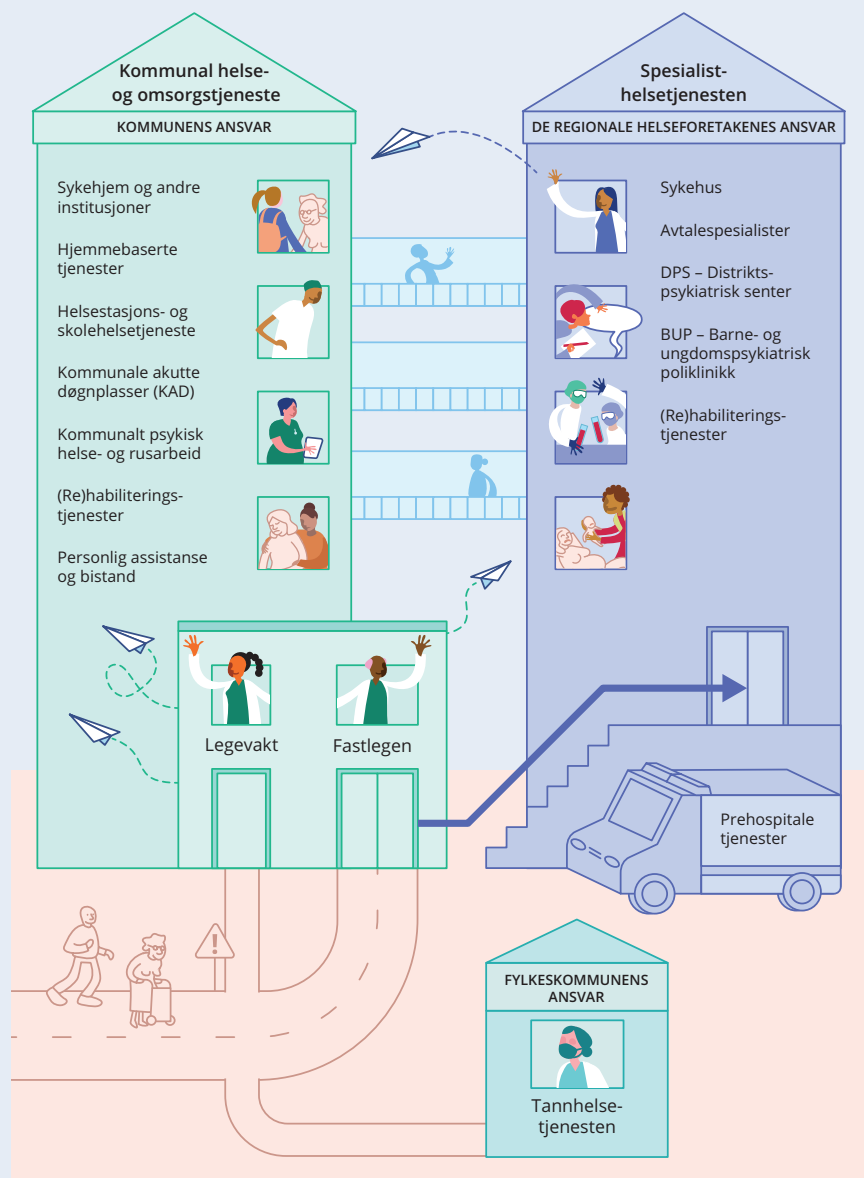 Kommunal helse-
og omsorgstjeneste
KOMMUNENS ANSVAR
Sykehjem og andre
institusjoner
Hjemmebaserte
tjenester
Helsestasjons- og
skolehelsetjeneste
Kommunale akutte
døgnplasser (KAD)
Kommunalt psykisk
helse- og rusarbeid
(Re)habiliterings-
tjenester
Personlig assistanse
og bistand
Legevakt
Fastlegen
Spesialist-
helsetjenesten
DE REGIONALE HELSEFORETAKENES ANSVAR
Sykehus
Avtalespesialister
DPS – Distrikts-
psykiatrisk senter
BUP – Barne- og
ungdomspsykiatrisk
poliklinikk
(Re)habiliterings-
tjenester
Prehospitale
tjenester
!
FYLKESKOMMUNENS
ANSVAR
Tannhelse-
tjenesten